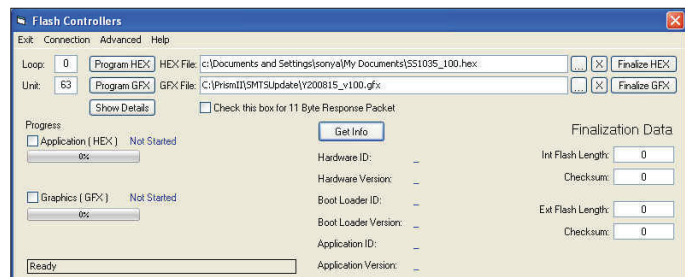 Flash Controllers
Exit Connection Advanced Help
Loop: 0 Program HEX HEX File: c:\Documents and Settings\sonya\My Documents\SS1035_100.hex ... X Finalize HEX
Unit: 63 Program GFX GFX File: C:\PrismII\SMTSUpdate\Y200815_v100.gfx ... X Finalize GFX
Show Details Check this box for 11 Byte Response Packet
Progress Get Info Finalization Data
Application ( HEX ) Not Started
0%
Hardware ID: _ Int Flash Length: 0
Hardware Version: _ Checksum: 0
Graphics ( GFX ) Not Started
0%
Boot Loader ID: _ Ext Flash Length: 0
Boot Loader Version: _ Checksum: 0
Application ID: _
Ready Application Version: _